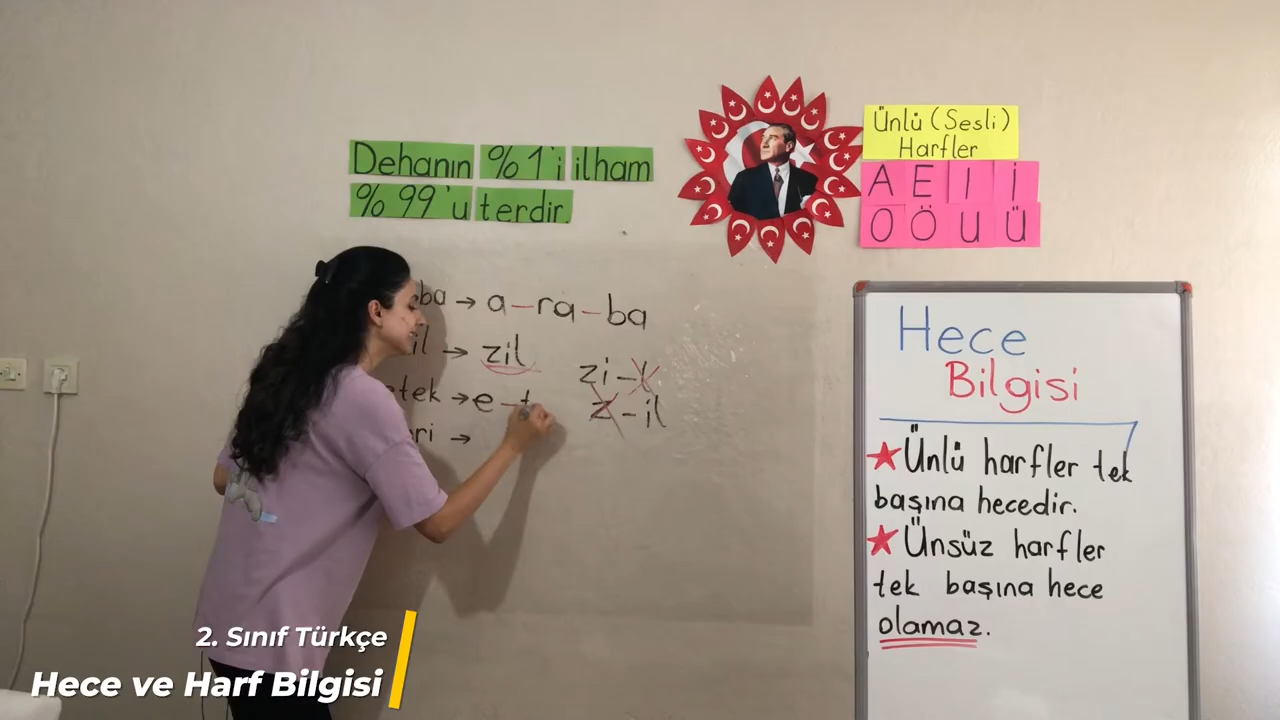 Dehanın %1'i ilham
%99'u terdir.
Ünlü (Sesli)
Harfler
A E I İ
O Ö U Ü
ba → a-ra-ba
il → zil
zi-l
z-il
tek → e-t
ri →
Hece
Bilgisi
★Ünlü harfler tek
başına hecedir.
★Ünsüz harfler
tek başına hece
olamaz.
2. Sınıf Türkçe
Hece ve Harf Bilgisi